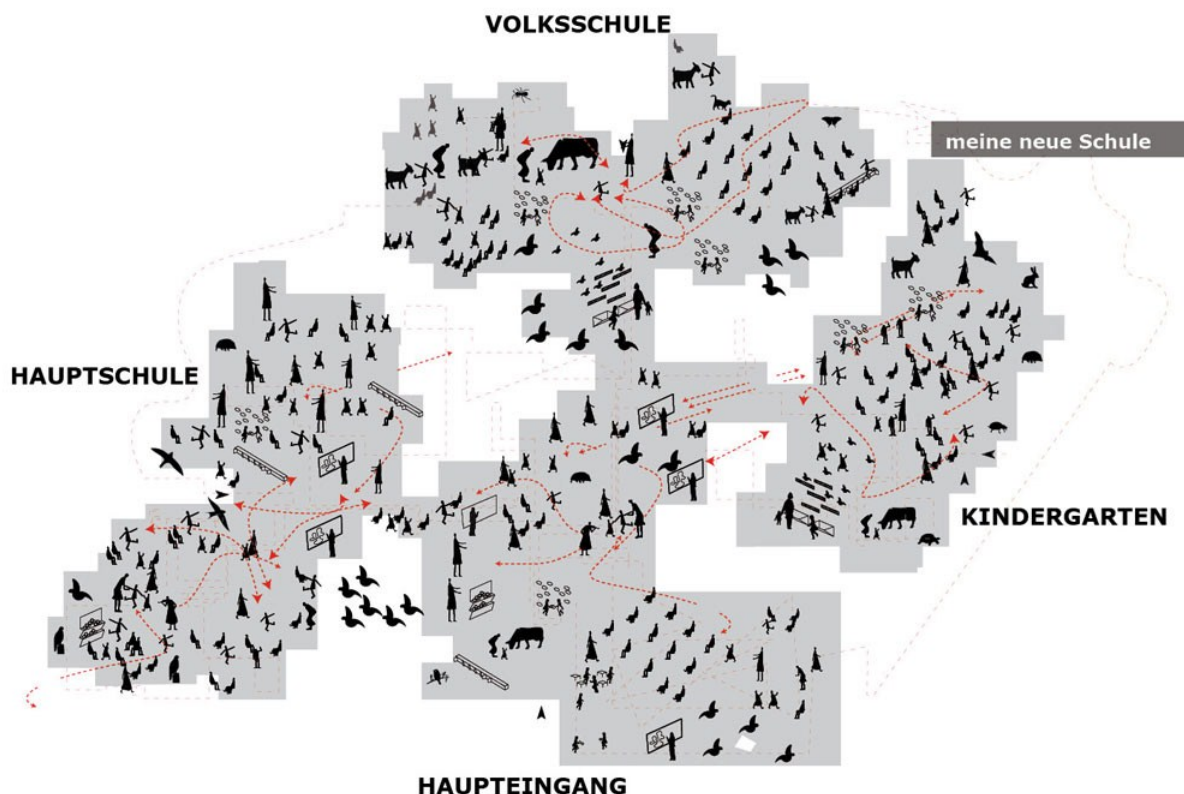 VOLKSSCHULE
meine neue Schule
HAUPTSCHULE
KINDERGARTEN
HAUPTEINGANG